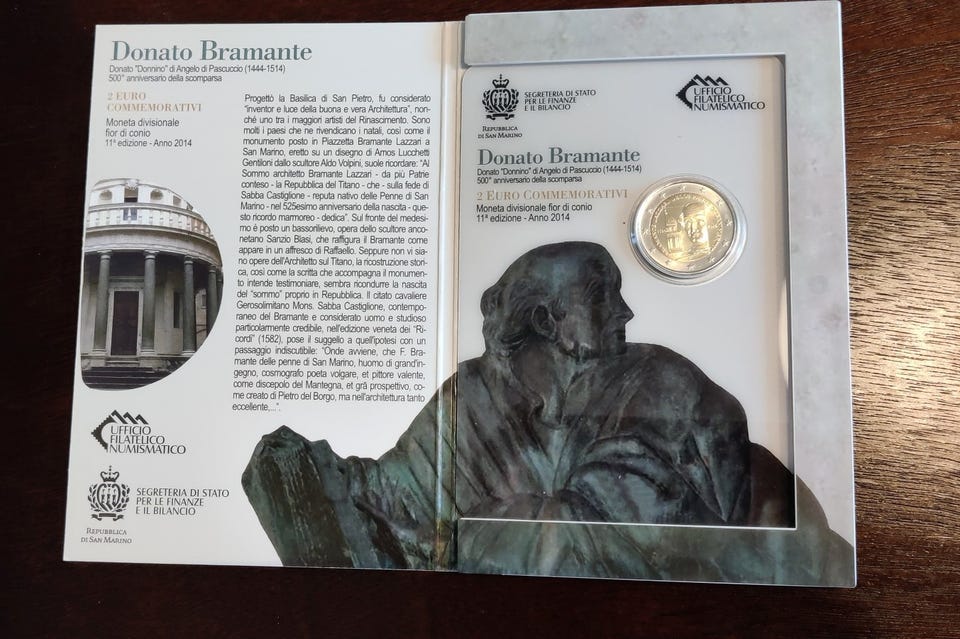 Donato Bramante
Donato "Donnino" di Angelo di Pascuccio (1444-1514)
500° anniversario della scomparsa
2 EURO
COMMEMORATIVI
Moneta divisionale
fior di conio
11ª edizione - Anno 2014
Progettò la Basilica di San Pietro, fu considerato
"inventor e luce della buona e vera Architettura", non-
ché uno tra i maggiori artisti del Rinascimento. Sono
molti i paesi che ne rivendicano i natali, così come il
monumento posto in Piazzetta Bramante Lazzari a
San Marino, eretto su un disegno di Amos Lucchetti
Gentiloni dallo scultore Aldo Volpini, suole ricordare: "Al
Sommo architetto Bramante Lazzari - da più Patrie
conteso - la Repubblica del Titano - che - sulla fede di
Sabba Castiglione - reputa nativo delle Penne di San
Marino - nel 525esimo anniversario della nascita - que-
sto ricordo marmoreo - dedica". Sul fronte del medesi-
mo è posto un bassorilievo, opera dello scultore anco-
netano Sanzio Blasi, che raffigura il Bramante come
appare in un affresco di Raffaello. Seppure non vi sia-
no opere dell'Architetto sul Titano, la ricostruzione stori-
ca, così come la scritta che accompagna il monumen-
to intende testimoniare, sembra ricondurre la nascita
del "sommo" proprio in Repubblica. Il citato cavaliere
Gerosolimitano Mons. Sabba Castiglione, contempo-
raneo del Bramante e considerato uomo e studioso
particolarmente credibile, nell'edizione veneta dei "Ri-
cordi" (1582), pose il suggello a quell'ipotesi con un
passaggio indiscutibile: "Onde avviene, che F. Bra-
mante delle penne di San Marino, huomo di grand'in-
gegno, cosmografo poeta volgare, et pittore valente,
come discepolo del Mantegna, et grã prospettivo, co-
me creato di Pietro del Borgo, ma nell'architettura tanto
eccellente,...".
UFFICIO
FILATELICO
NUMISMATICO
SEGRETERIA DI STATO
PER LE FINANZE
E IL BILANCIO
REPUBBLICA
DI SAN MARINO
SEGRETERIA DI STATO
PER LE FINANZE
E IL BILANCIO
REPUBBLICA
DI SAN MARINO
UFFICIO
FILATELICO
NUMISMATICO
Donato Bramante
Donato "Donnino" di Angelo di Pascuccio (1444-1514)
500° anniversario della scomparsa
2 EURO COMMEMORATIVI
Moneta divisionale fior di conio
11ª edizione - Anno 2014